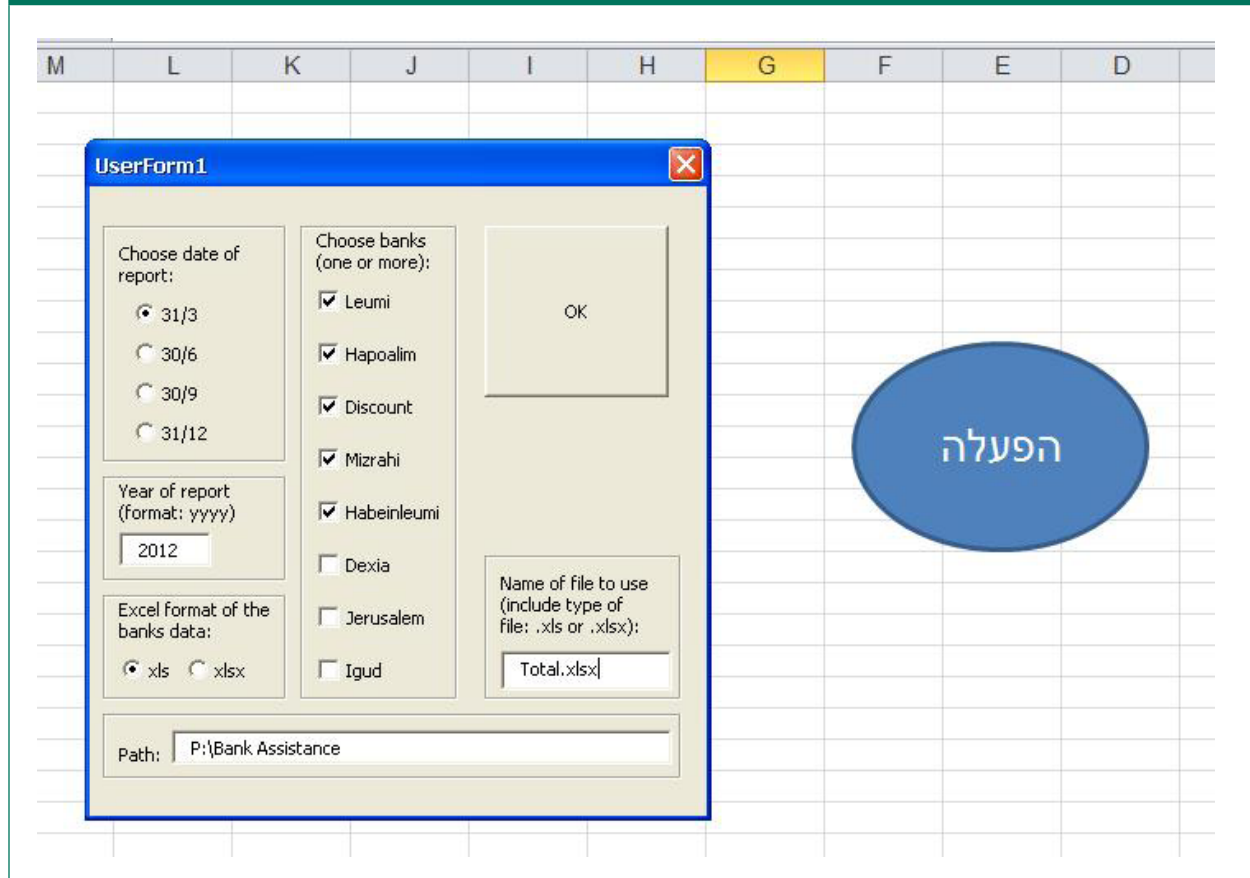 M L K J I H G F E D
UserForm1
Choose date of
report:
31/3
30/6
30/9
31/12
Year of report
(format: yyyy)
2012
Excel format of the
banks data:
xls xlsx
Choose banks
(one or more):
Leumi
Hapoalim
Discount
Mizrahi
Habeinleumi
Dexia
Jerusalem
Igud
OK
Name of file to use
(include type of
file: .xls or .xlsx):
Total.xlsx
Path: P:\Bank Assistance
הפעלה